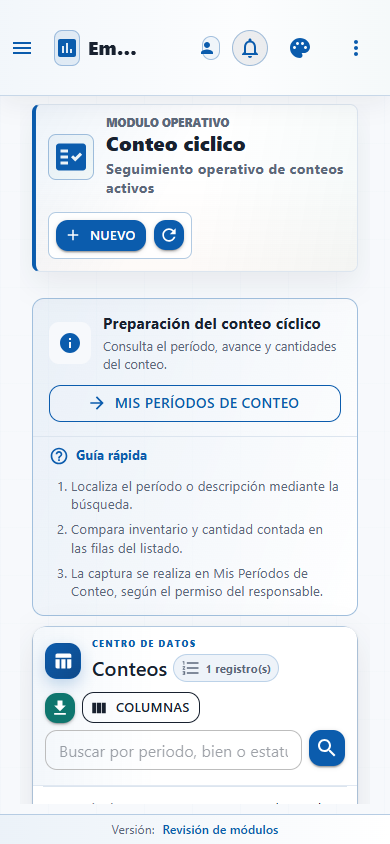 Em...
MODULO OPERATIVO
Conteo ciclico
Seguimiento operativo de conteos
activos
NUEVO
Preparación del conteo cíclico
Consulta el período, avance y cantidades
del conteo.
MIS PERÍODOS DE CONTEO
Guía rápida
1. Localiza el período o descripción mediante la
búsqueda.
2. Compara inventario y cantidad contada en
las filas del listado.
3. La captura se realiza en Mis Períodos de
Conteo, según el permiso del responsable.
CENTRO DE DATOS
Conteos
1 registro(s)
COLUMNAS
Buscar por periodo, bien o estatu
Versión: Revisión de módulos